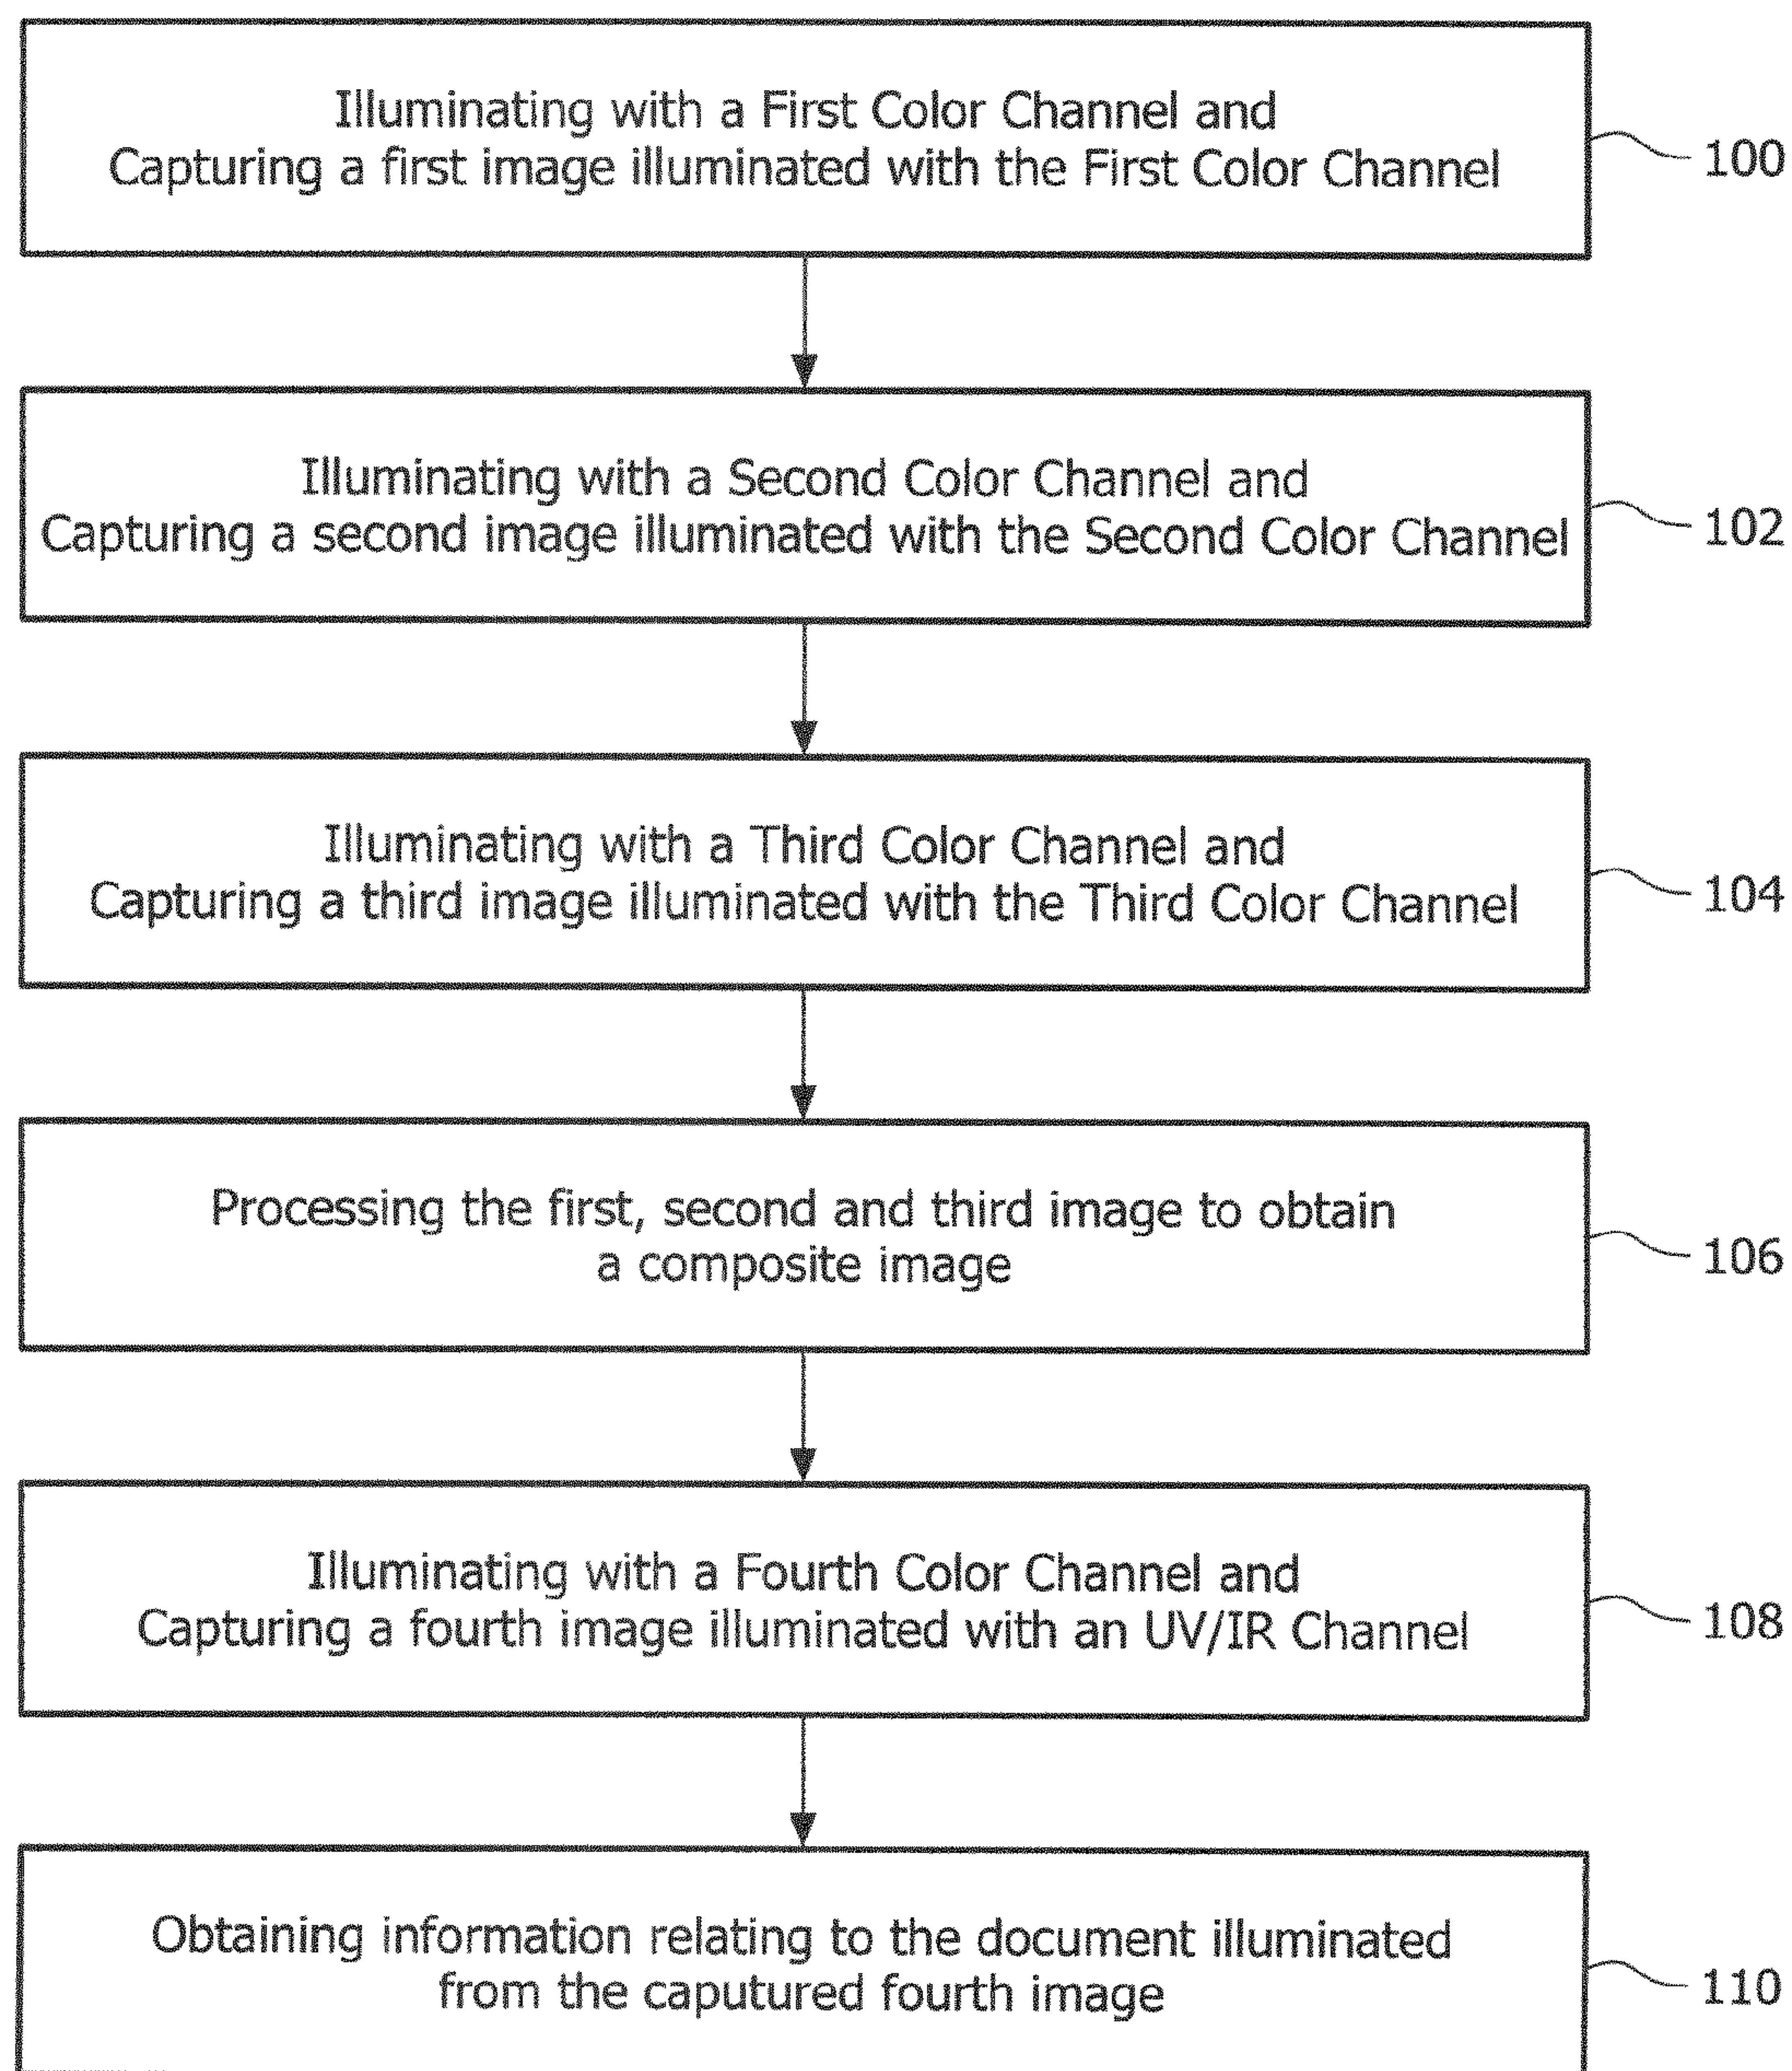 Illuminating with a First Color Channel and
Capturing a first image illuminated with the First Color Channel
100
Illuminating with a Second Color Channel and
Capturing a second image illuminated with the Second Color Channel
102
Illuminating with a Third Color Channel and
Capturing a third image illuminated with the Third Color Channel
104
Processing the first, second and third image to obtain
a composite image
106
Illuminating with a Fourth Color Channel and
Capturing a fourth image illuminated with an UV/IR Channel
108
Obtaining information relating to the document illuminated
from the caputured fourth image
110